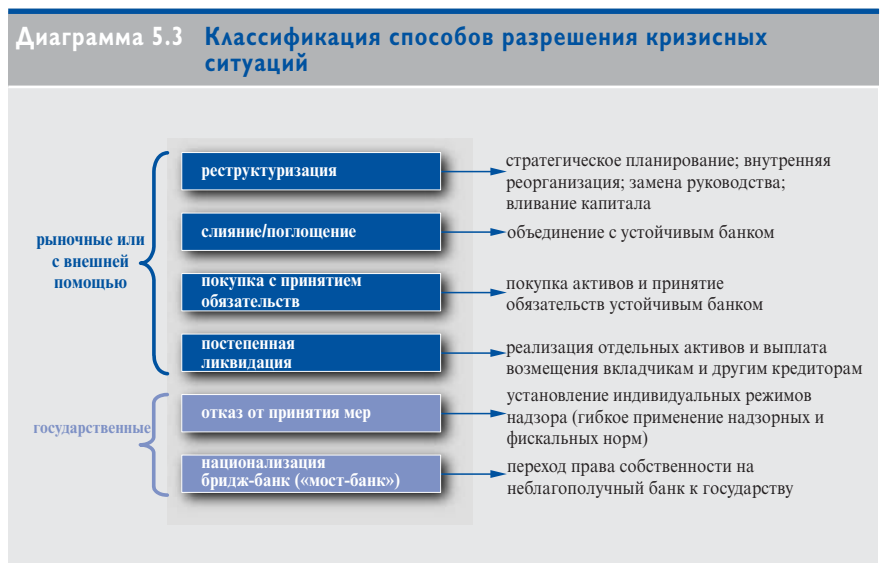 Диаграмма 5.3 Классификация способов разрешения кризисных
ситуаций
рыночные или
с внешней
помощью
реструктуризация
стратегическое планирование; внутренняя
реорганизация; замена руководства;
вливание капитала
слияние/поглощение
объединение с устойчивым банком
покупка с принятием
обязательств
покупка активов и принятие
обязательств устойчивым банком
постепенная
ликвидация
реализация отдельных активов и выплата
возмещения вкладчикам и другим кредиторам
государственные
отказ от принятия мер
установление индивидуальных режимов
надзора (гибкое применение надзорных и
фискальных норм)
национализация
бридж-банк («мост-банк»)
переход права собственности на
неблагополучный банк к государству